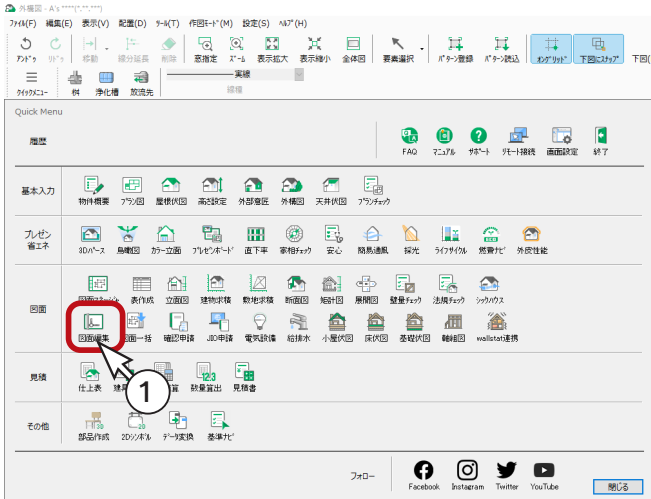 外構図 - A's ****(*.**.***)
ﾌｧｲﾙ(F) 編集(E) 表示(V) 配置(D) ﾂｰﾙ(T) 作図ﾓｰﾄﾞ(M) 設定(S) ﾍﾙﾌﾟ(H)
ｱﾝﾄﾞｩ ﾘﾄﾞｩ 移動 線分延長 削除 窓指定 ｽﾞｰﾑ 表示拡大 表示縮小 全体図 要素選択 ﾊﾟﾀｰﾝ登録 ﾊﾟﾀｰﾝ読込 ｵﾝｸﾞﾘｯﾄﾞ 下図にｽﾅｯﾌﾟ 下図(
ｸｲｯｸﾒﾆｭｰ 桝 浄化槽 放流先 実線
線種
Quick Menu
履歴
FAQ ﾏﾆｭｱﾙ ｻﾎﾟｰﾄ ﾘﾓｰﾄ接続 画面設定 終了
基本入力
物件概要 ﾌﾟﾗﾝ図 屋根伏図 高さ設定 外部意匠 外構図 天井伏図 ﾌﾟﾗﾝﾁｪｯｸ
プレゼン
省エネ
3Dﾊﾟｰｽ 鳥瞰図 ｶﾗｰ立面 ﾌﾟﾚｾﾞﾝﾎﾞｰﾄﾞ 直下率 家相ﾁｪｯｸ 安心 簡易通風 採光 ﾗｲﾌｻｲｸﾙ 燃費ﾅﾋﾞ 外皮性能
図面
図面ﾏﾈｰｼﾞｬ 表作成 立面図 建物求積 敷地求積 断面図 矩計図 展開図 壁量ﾁｪｯｸ 法規ﾁｪｯｸ ｼｯｸﾊｳｽ
図面編集 図面一括 確認申請 JIO申請 電気設備 給排水 小屋伏図 床伏図 基礎伏図 軸組図 wallstat連携
1
見積
仕上表 数量算出 見積書
その他
部品作成 2Dｼﾝﾎﾞﾙ ﾃﾞｰﾀ変換 基準ﾅﾋﾞ
フォロー
Facebook Instagram Twitter YouTube
閉じる